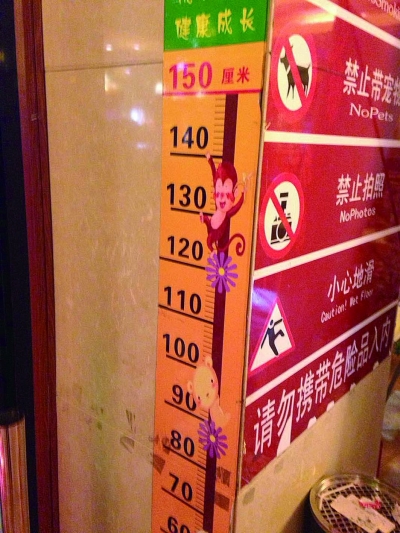 健康成长
150 厘米
140
130
120
110
100
90
80
70
60
禁止带宠物
NoPets
禁止拍照
NoPhotos
小心地滑
Caution! Wet Floor
请勿携带危险品入内